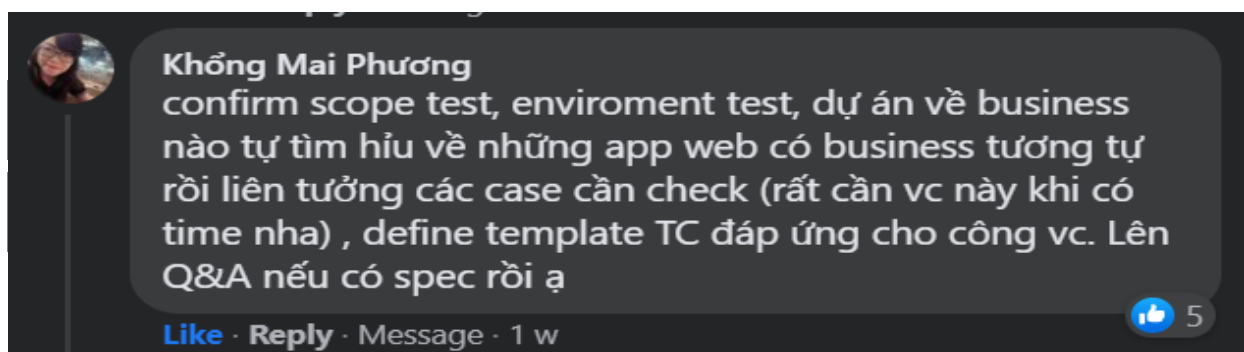 Khổng Mai Phương
confirm scope test, enviroment test, dự án về business
nào tự tìm hỉu về những app web có business tương tự
rồi liên tưởng các case cần check (rất cần vc này khi có
time nha) , define template TC đáp ứng cho công vc. Lên
Q&A nếu có spec rồi ạ
5
Like · Reply · Message · 1 w